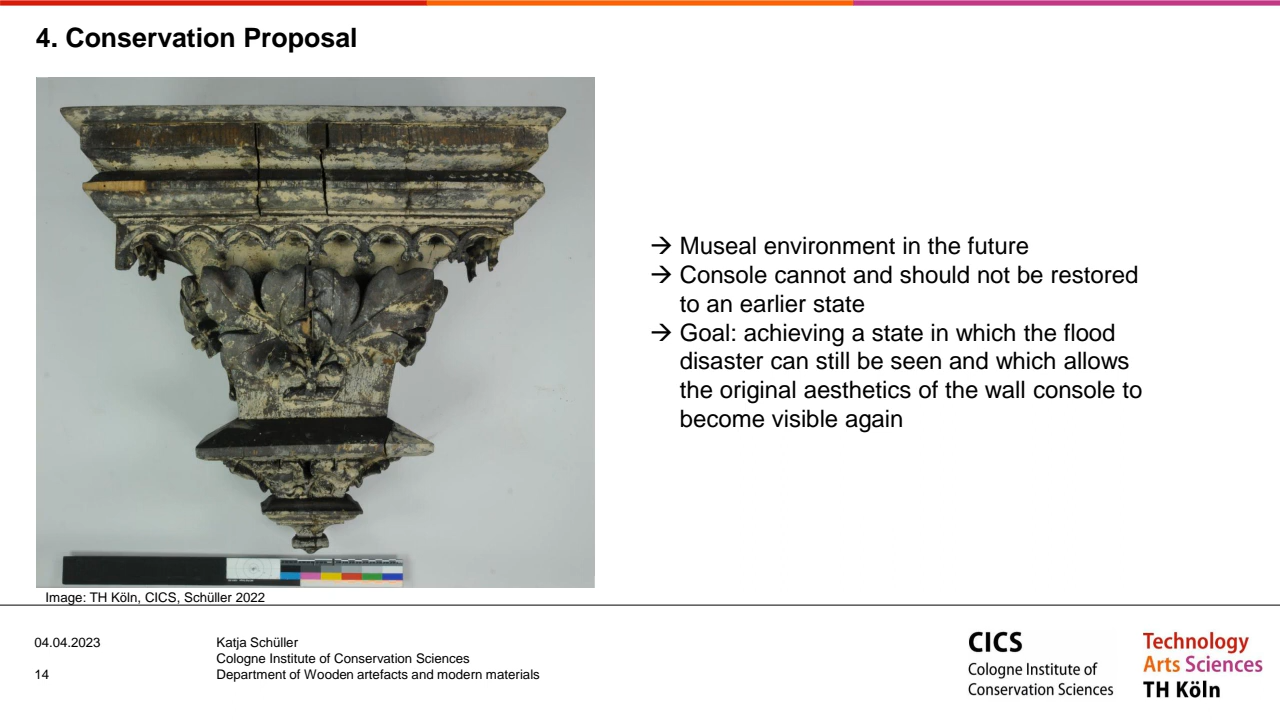 4. Conservation Proposal
→ Museal environment in the future
→ Console cannot and should not be restored
to an earlier state
→ Goal: achieving a state in which the flood
disaster can still be seen and which allows
the original aesthetics of the wall console to
become visible again
Image: TH Köln, CICS, Schüller 2022
04.04.2023
Katja Schüller
Cologne Institute of Conservation Sciences
14
Department of Wooden artefacts and modern materials
CICS
Cologne Institute of
Conservation Sciences
Technology
Arts Sciences
TH Köln